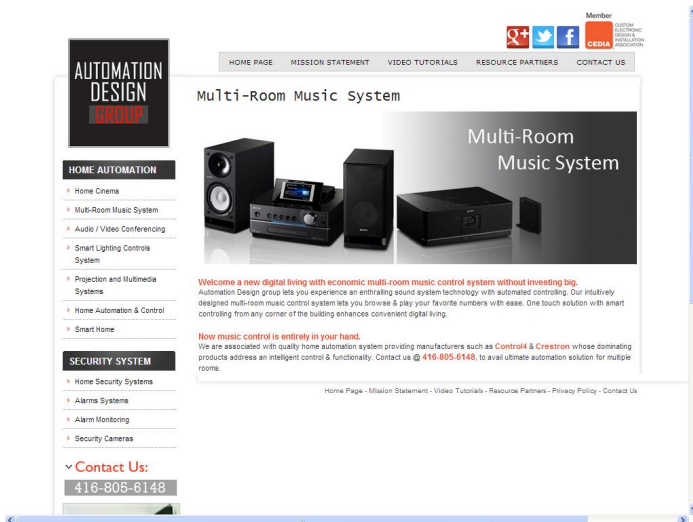 Member
CUSTOM
ELECTRONIC
DESIGN &
INSTALLATION
ASSOCIATION
CEDIA
HOME PAGE MISSION STATEMENT VIDEO TUTORIALS RESOURCE PARTNERS CONTACT US
AUTOMATION
DESIGN
GROUP
Multi-Room Music System
Multi-Room
Music System
HOME AUTOMATION
Home Cinema
Multi-Room Music System
Audio / Video Conferencing
Smart Lighting Controls
System
Projection and Multimedia
Systems
Home Automation & Control
Smart Home
SECURITY SYSTEM
Home Security Systems
Alarms Systems
Alarm Monitoring
Security Cameras
Contact Us:
416-805-6148
Welcome a new digital living with economic multi-room music control system without investing big.
Automation Design group lets you experience an enthralling sound system technology with automated controlling. Our intuitively
designed multi-room music control system lets you browse & play your favorite numbers with ease. One touch solution with smart
controlling from any corner of the building enhances convenient digital living.
Now music control is entirely in your hand.
We are associated with quality home automation system providing manufacturers such as Control4 & Crestron whose dominating
products address an intelligent control & functionality. Contact us @ 416-805-6148, to avail ultimate automation solution for multiple
rooms.
Home Page - Mission Statement - Video Tutorials - Resource Partners - Privacy Policy - Contact Us